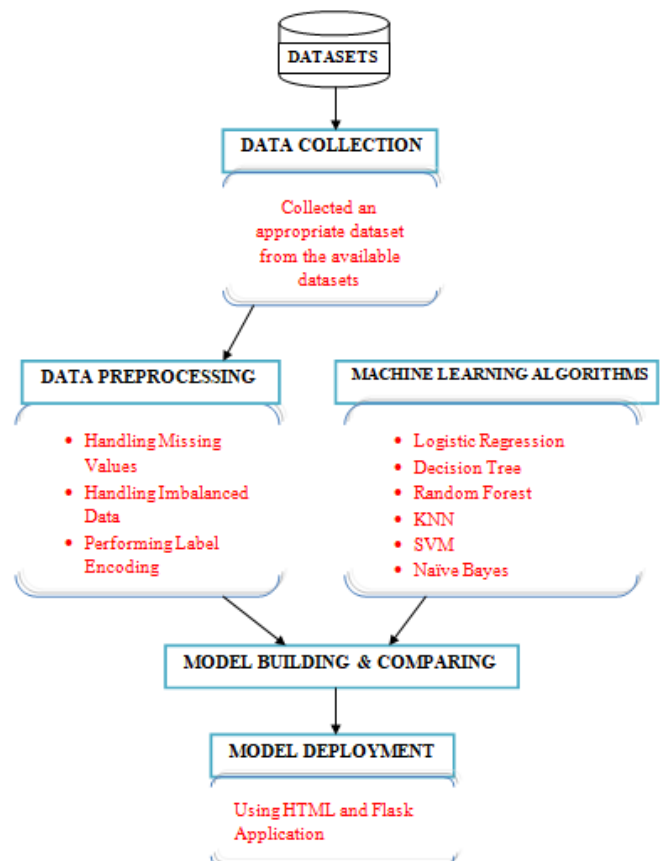 DATASETS
DATA COLLECTION
Collected an
appropriate dataset
from the available
datasets
DATA PREPROCESSING
• Handling Missing
Values
• Handling Imbalanced
Data
• Performing Label
Encoding
MACHINE LEARNING ALGORITHMS
• Logistic Regression
• Decision Tree
• Random Forest
• KNN
• SVM
• Naïve Bayes
MODEL BUILDING & COMPARING
MODEL DEPLOYMENT
Using HTML and Flask
Application